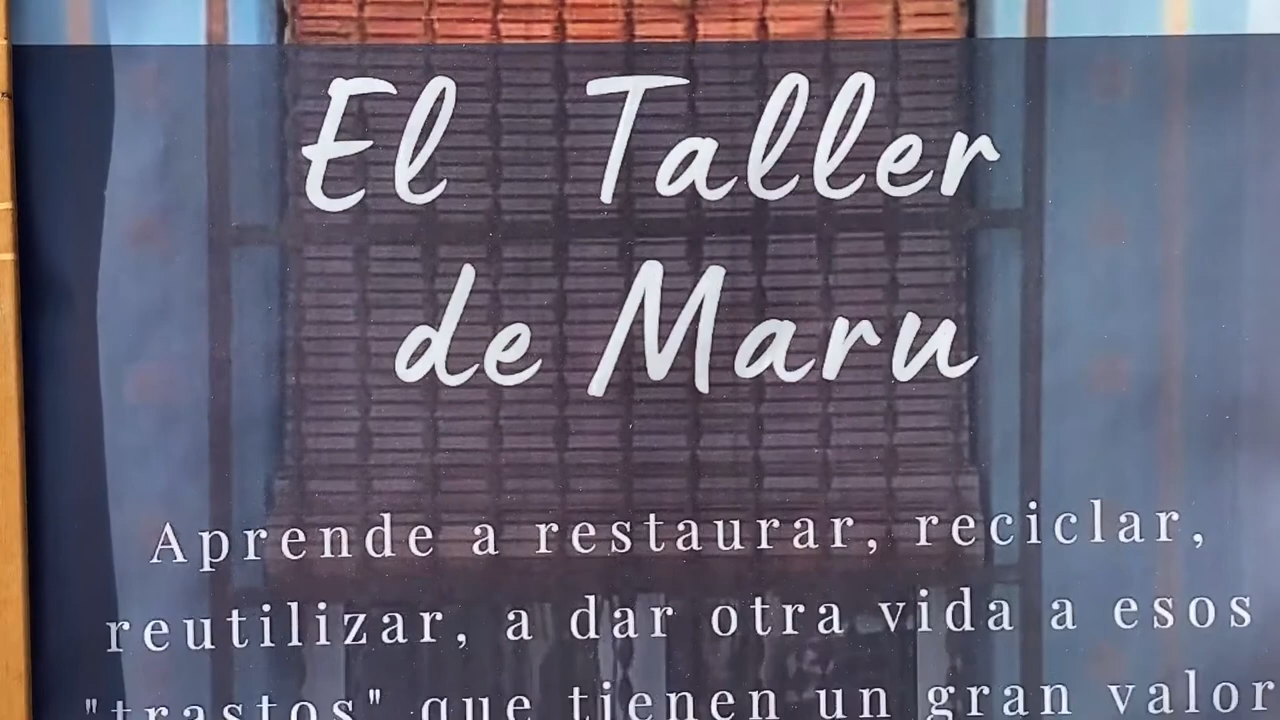 El Taller
de Maru
Aprende a restaurar, reciclar,
reutilizar, a dar otra vida a esos
"trastos" que tienen un gran valor